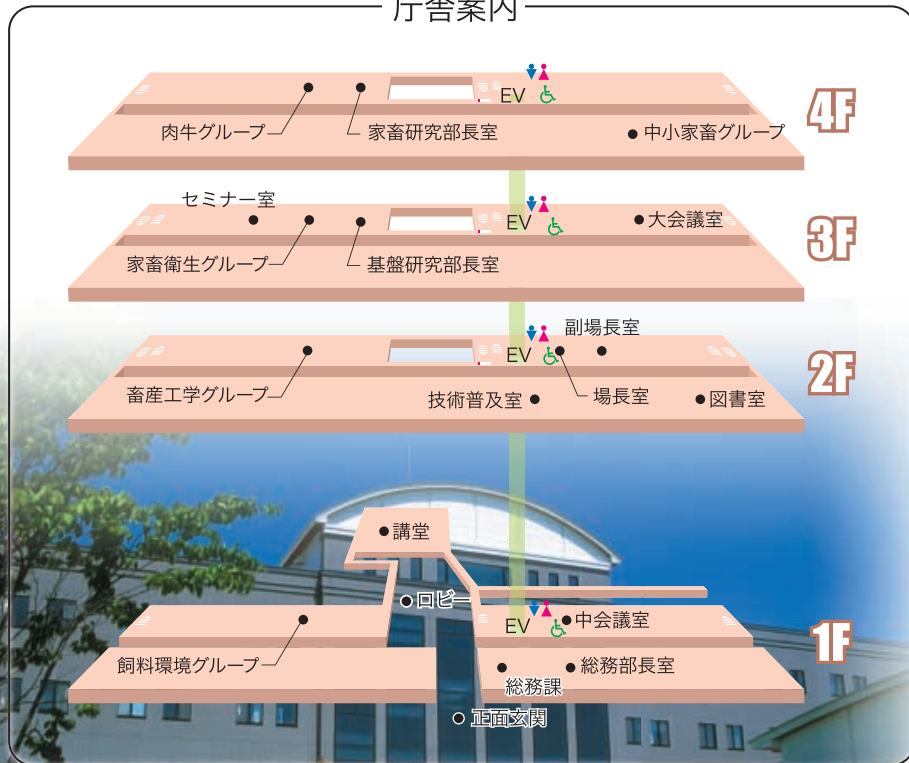 庁舎案内
EV
4F
肉牛グループ
家畜研究部長室
中小家畜グループ
セミナー室
EV
大会議室
3F
家畜衛生グループ
基盤研究部長室
副場長室
EV
2F
畜産工学グループ
技術普及室
場長室
図書室
講堂
ロビー
EV
中会議室
1F
飼料環境グループ
総務部長室
総務課
正面玄関